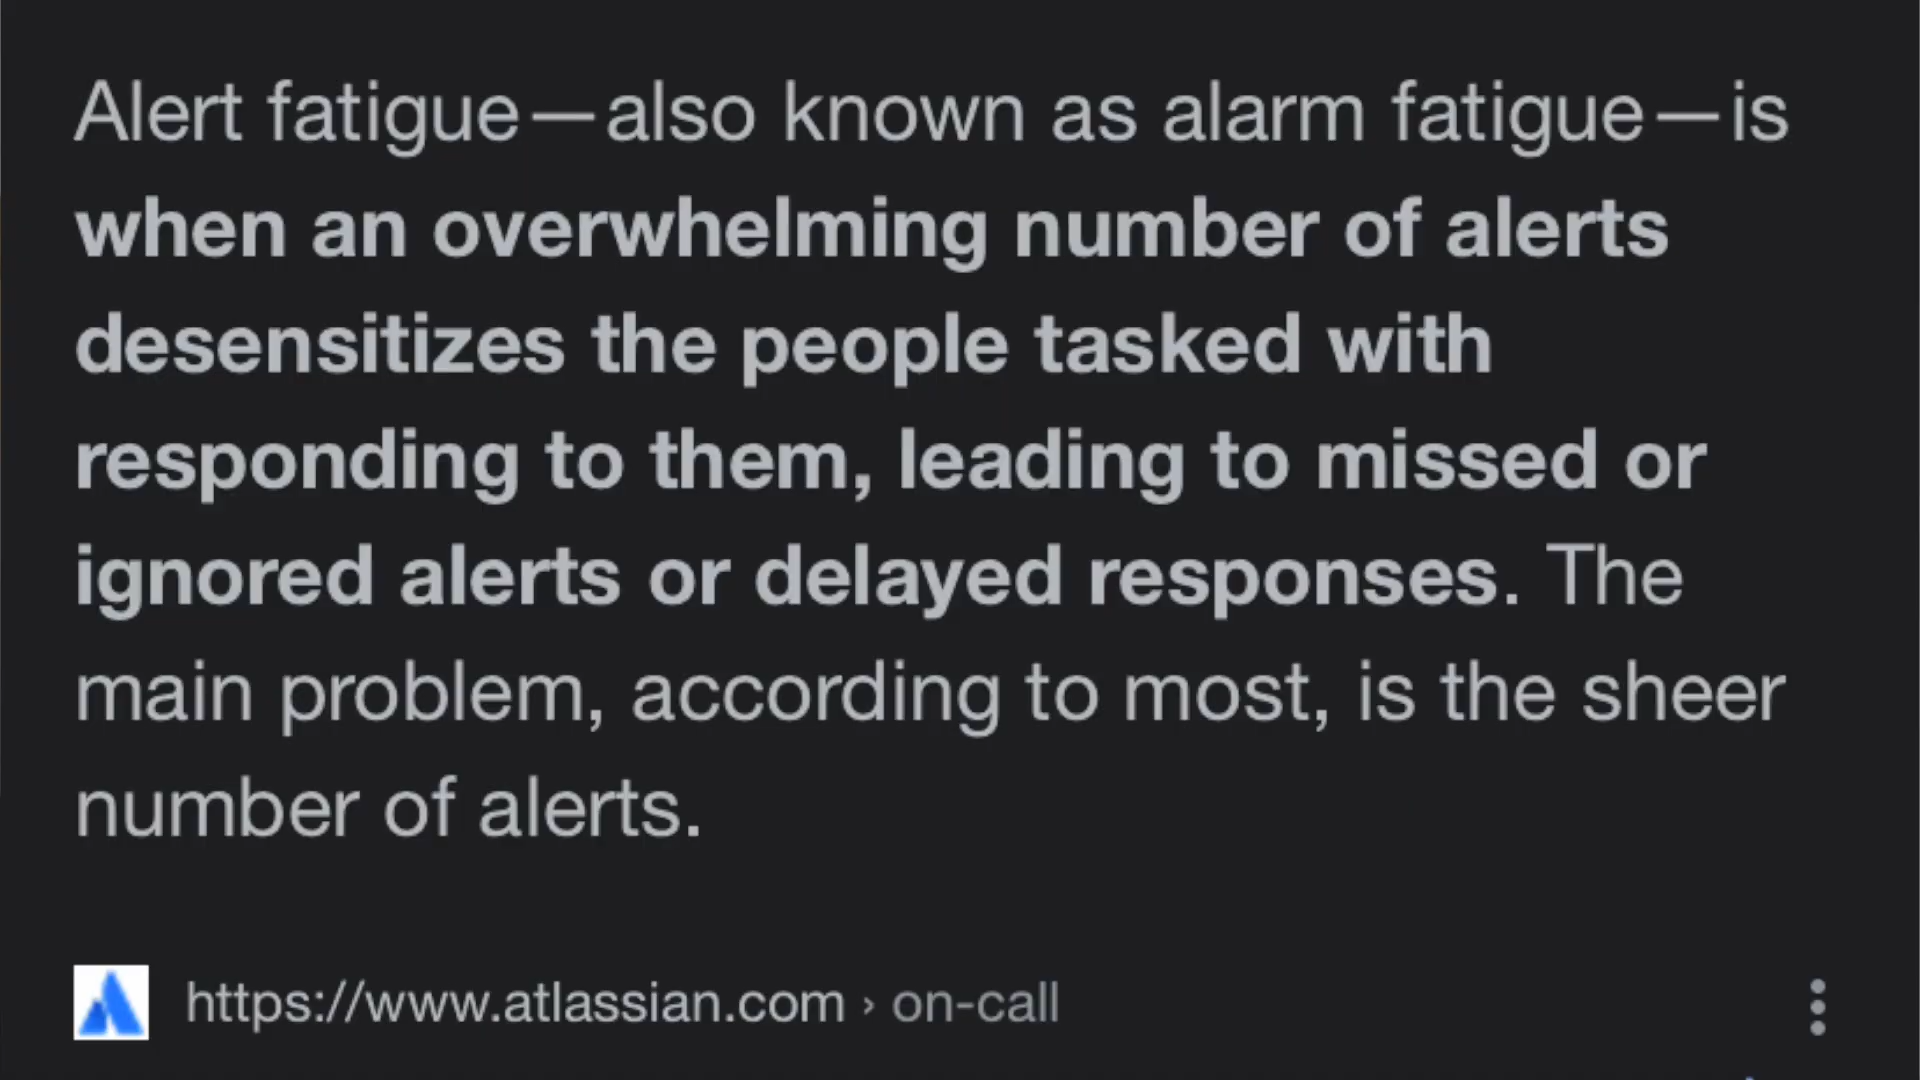 Alert fatigue—also known as alarm fatigue—is
when an overwhelming number of alerts
desensitizes the people tasked with
responding to them, leading to missed or
ignored alerts or delayed responses. The
main problem, according to most, is the sheer
number of alerts.
https://www.atlassian.com › on-call